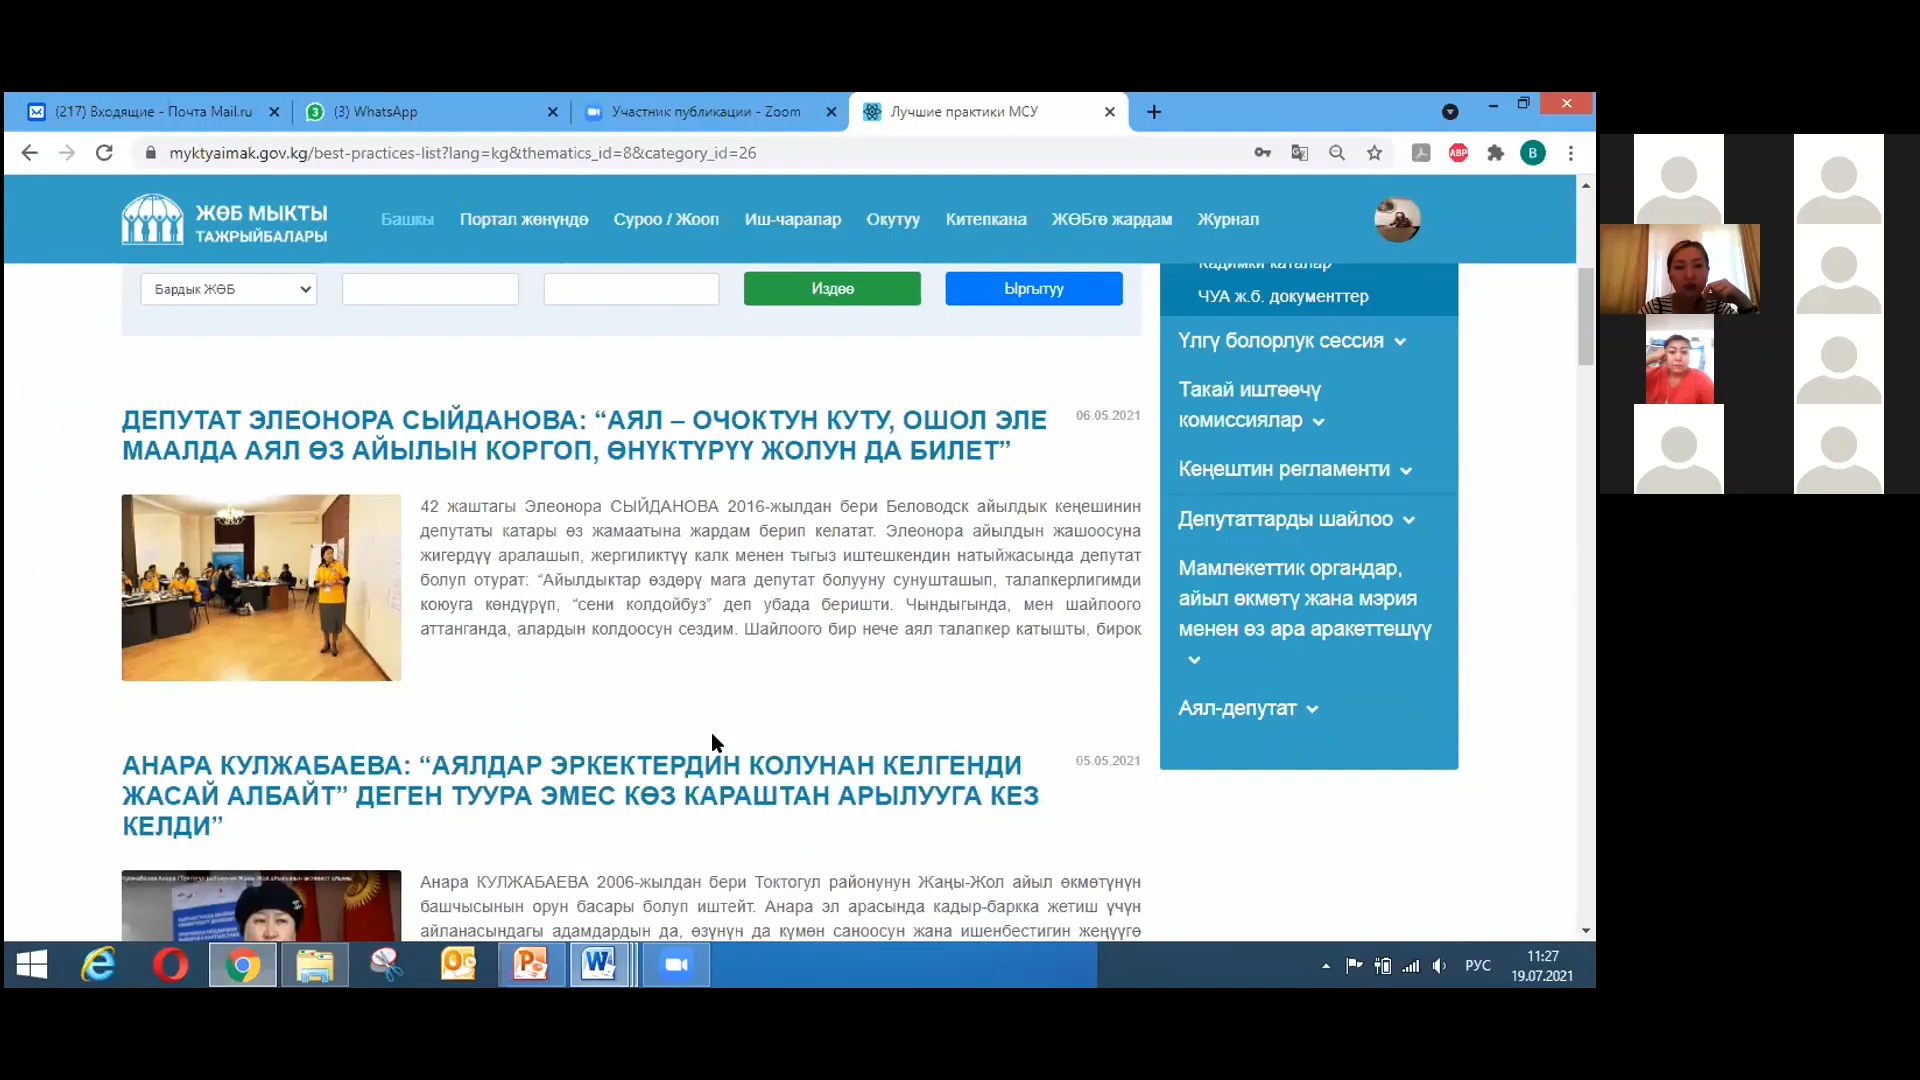 (217) Входящие - Почта Mail.ru
(3) WhatsApp
Участник публикации - Zoom
Лучшие практики МСУ
myktyaimak.gov.kg/best-practices-list?lang=kg&thematics_id=8&category_id=26
ABP
B
ЖӨБ МЫКТЫ
ТАЖРЫЙБАЛАРЫ
Башкы
Портал жөнүндө
Суроо / Жооп
Иш-чаралар
Окутуу
Китепкана
ЖӨБгө жардам
Журнал
Бардык ЖӨБ
Издөө
Ыргытуу
Кадимки каталар
ЧУА ж.б. документтер
Үлгү болорлук сессия
Такай иштөөчү
комиссиялар
Кеңештин регламенти
Депутаттарды шайлоо
Мамлекеттик органдар,
айыл өкмөтү жана мэрия
менен өз ара аракеттешүү
Аял-депутат
ДЕПУТАТ ЭЛЕОНОРА СЫЙДАНОВА: “АЯЛ – ОЧОКТУН КУТУ, ОШОЛ ЭЛЕ
МААЛДА АЯЛ ӨЗ АЙЫЛЫН КОРГОП, ӨНҮКТҮРҮҮ ЖОЛУН ДА БИЛЕТ”
06.05.2021
42 жаштагы Элеонора СЫЙДАНОВА 2016-жылдан бери Беловодск айылдык кеңешинин
депутаты катары өз жамаатына жардам берип келатат. Элеонора айылдын жашоосуна
жигердүү аралашып, жергиликтүү калк менен тыгыз иштешкендин натыйжасында депутат
болуп отурат: “Айылдыктар өздөрү мага депутат болууну сунушташып, талапкерлигимди
коюуга көндүрүп, “сени колдойбуз” деп убада беришти. Чындыгында, мен шайлоого
аттанганда, алардын колдоосун сездим. Шайлоого бир нече аял талапкер катышты, бирок
АНАРА КУЛЖАБАЕВА: “АЯЛДАР ЭРКЕКТЕРДИН КОЛУНАН КЕЛГЕНДИ
ЖАСАЙ АЛБАЙТ” ДЕГЕН ТУУРА ЭМЕС КӨЗ КАРАШТАН АРЫЛУУГА КЕЗ
КЕЛДИ”
05.05.2021
Анара КУЛЖАБАЕВА 2006-жылдан бери Токтогул районунун Жаңы-Жол айыл өкмөтүнүн
башчысынын орун басары болуп иштейт. Анара эл арасында кадыр-баркка жетиш үчүн
айланасындагы адамдардын да, өзүнүн да күмөн саноосун жана ишенбестигин жеңүүгө
РУС
11:27
19.07.2021